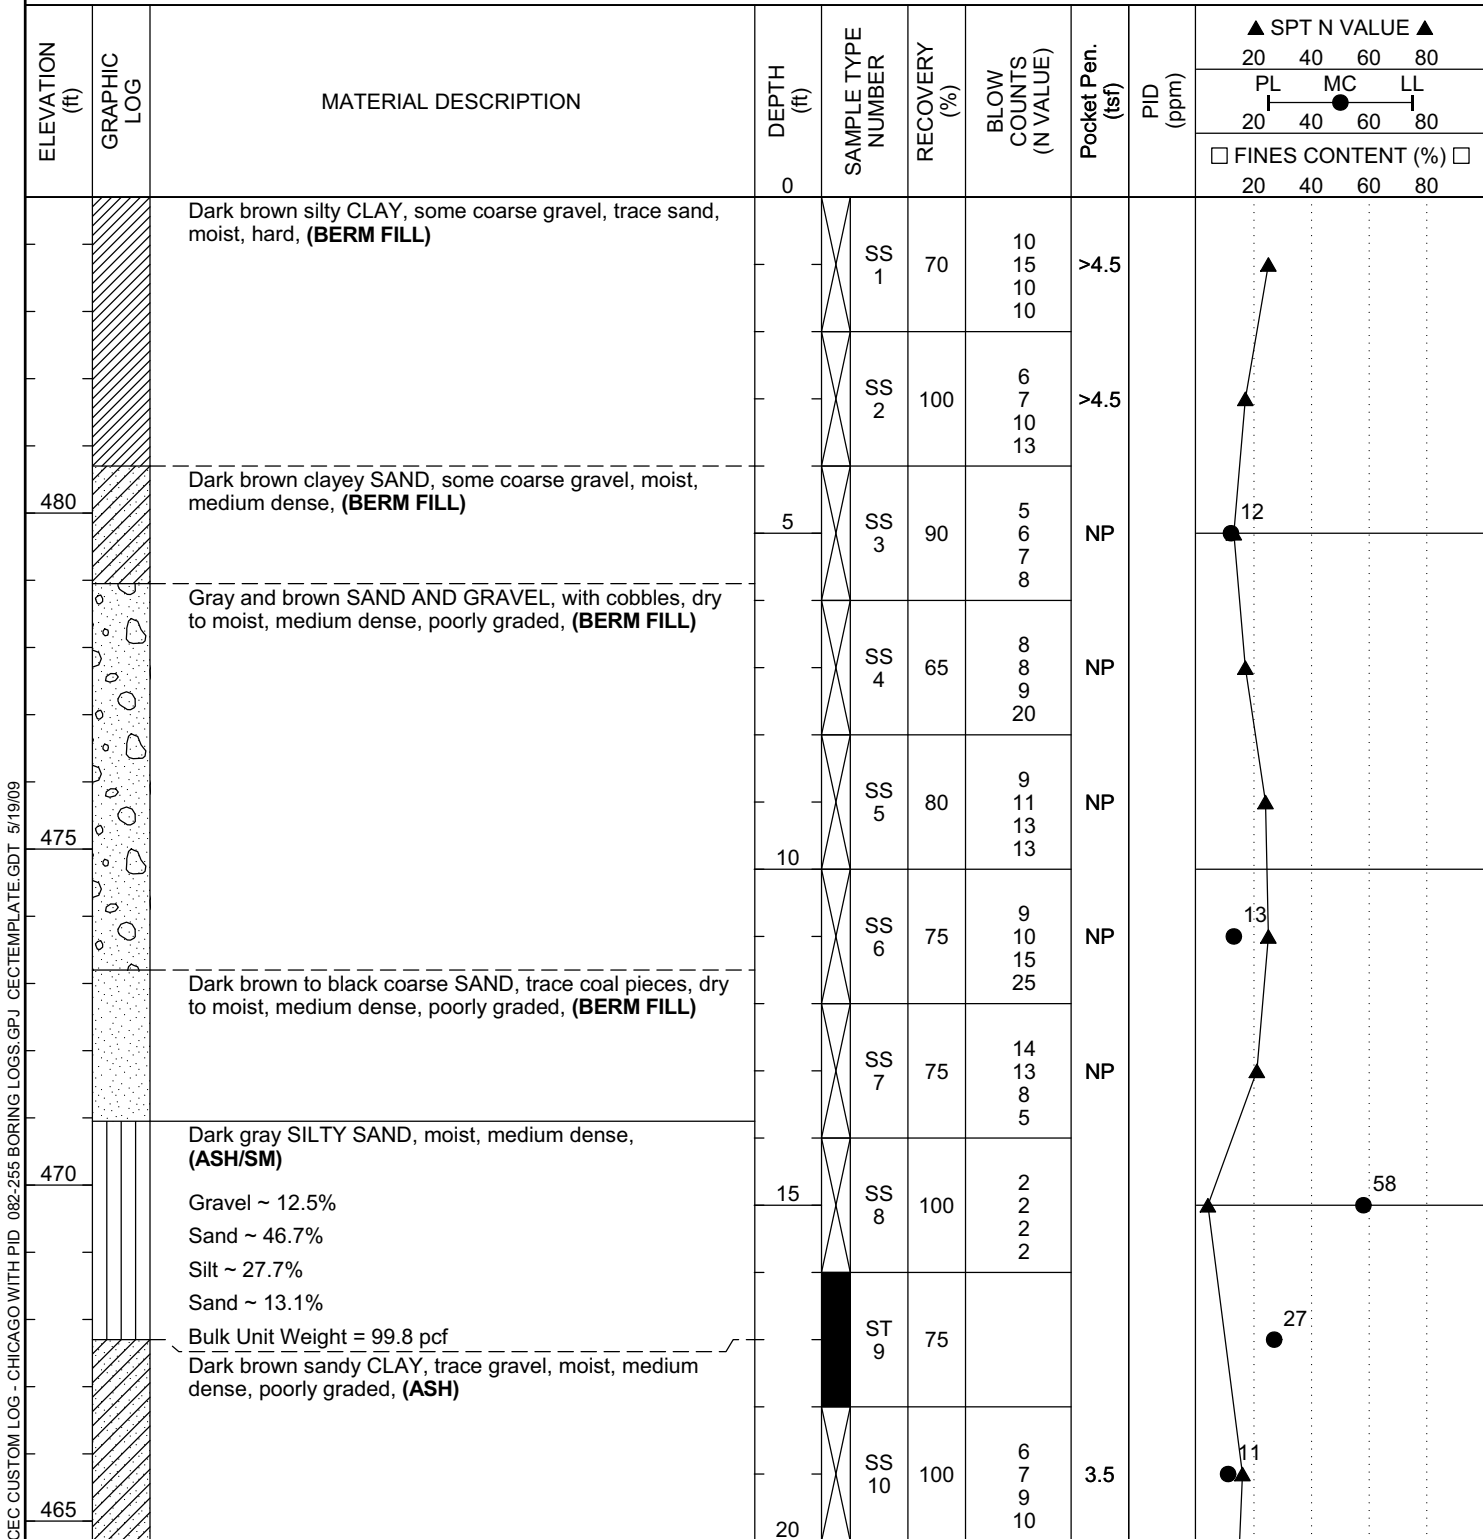 ELEVATION
(ft)
GRAPHIC
LOG
MATERIAL DESCRIPTION
DEPTH
(ft)
0
SAMPLE TYPE
NUMBER
RECOVERY
(%)
BLOW
COUNTS
(N VALUE)
Pocket Pen.
(tsf)
PID
(ppm)
▲ SPT N VALUE ▲
20 40 60 80
PL MC LL
20 40 60 80
□ FINES CONTENT (%) □
20 40 60 80
Dark brown silty CLAY, some coarse gravel, trace sand,
moist, hard, (BERM FILL)
SS
1
70
10
15
10
10
>4.5
SS
2
100
6
7
10
13
>4.5
Dark brown clayey SAND, some coarse gravel, moist,
medium dense, (BERM FILL)
480
5
SS
3
90
5
6
7
8
NP
12
Gray and brown SAND AND GRAVEL, with cobbles, dry
to moist, medium dense, poorly graded, (BERM FILL)
SS
4
65
8
8
9
20
NP
SS
5
80
9
11
13
13
NP
475
10
SS
6
75
9
10
15
25
NP
13
Dark brown to black coarse SAND, trace coal pieces, dry
to moist, medium dense, poorly graded, (BERM FILL)
SS
7
75
14
13
8
5
NP
Dark gray SILTY SAND, moist, medium dense,
(ASH/SM)
470
Gravel ~ 12.5%
Sand ~ 46.7%
Silt ~ 27.7%
Sand ~ 13.1%
Bulk Unit Weight = 99.8 pcf
15
SS
8
100
2
2
2
2
58
ST
9
75
27
Dark brown sandy CLAY, trace gravel, moist, medium
dense, poorly graded, (ASH)
SS
10
100
6
7
9
10
3.5
11
465
20
CEC CUSTOM LOG - CHICAGO WITH PID 082-255 BORING LOGS.GPJ CECTEMPLATE.GDT 5/19/09